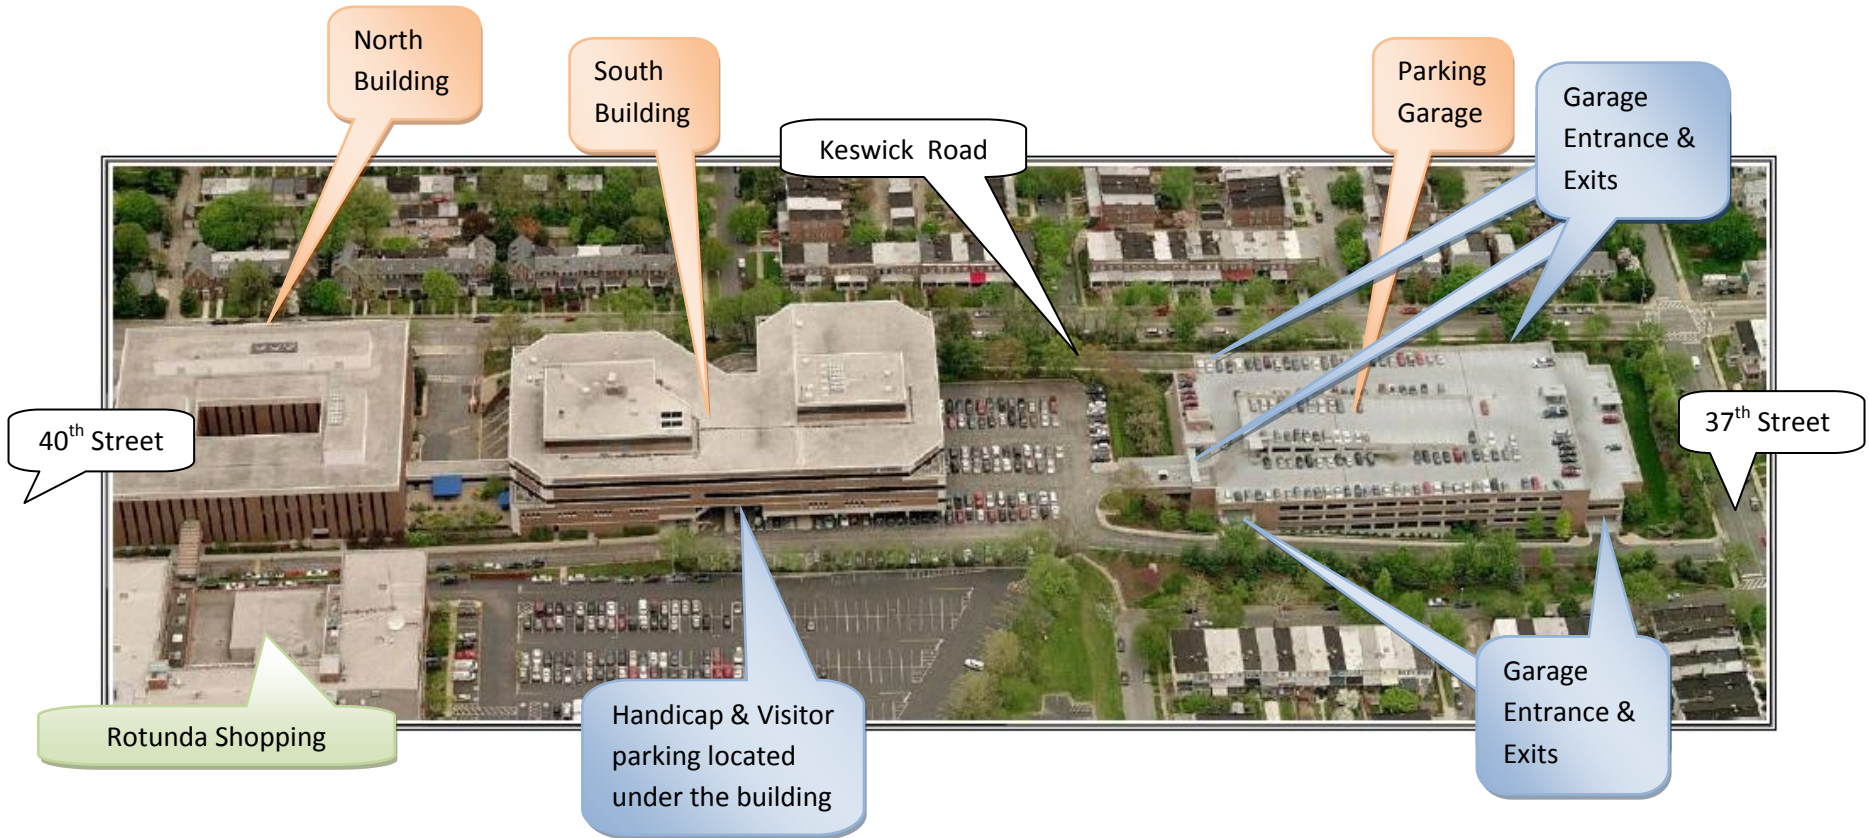 North
Building
South
Building
Keswick Road
Parking
Garage
Garage
Entrance &
Exits
40th Street
37th Street
Rotunda Shopping
Handicap & Visitor
parking located
under the building
Garage
Entrance &
Exits